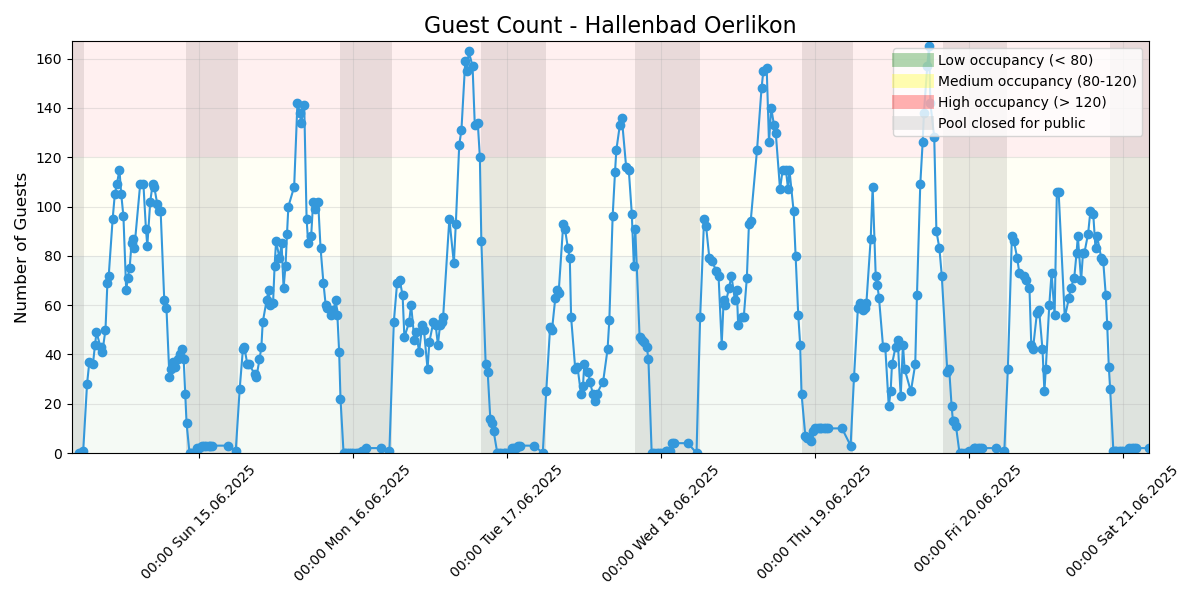 Guest Count - Hallenbad Oerlikon
Low occupancy (< 80)
Medium occupancy (80-120)
High occupancy (> 120)
Pool closed for public
Number of Guests
160
140
120
100
80
60
40
20
0
00:00 Sun 15.06.2025
00:00 Mon 16.06.2025
00:00 Tue 17.06.2025
00:00 Wed 18.06.2025
00:00 Thu 19.06.2025
00:00 Fri 20.06.2025
00:00 Sat 21.06.2025